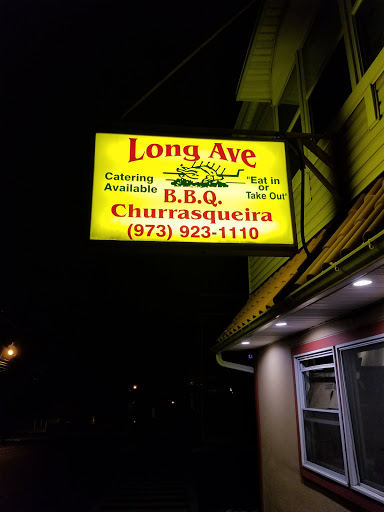 Long Ave
Catering
Available
"Eat in
or
Take Out"
B.B.Q.
Churrasqueira
(973) 923-1110